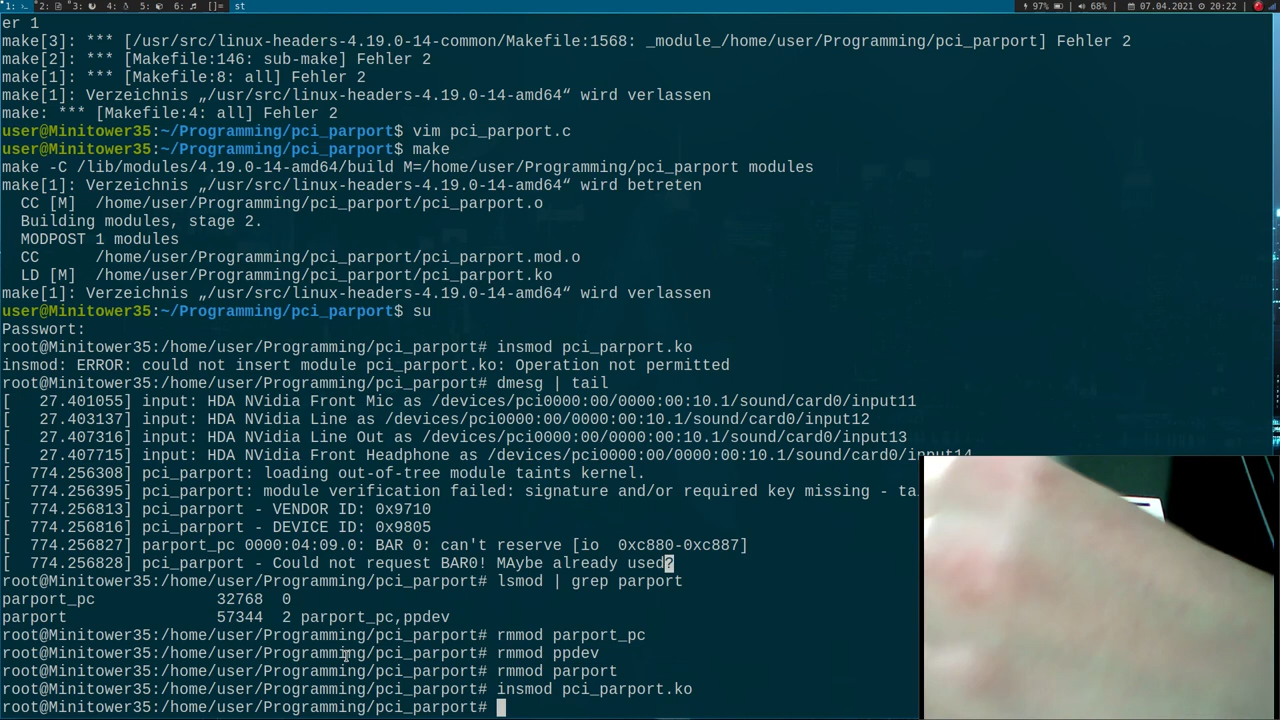 1: 2: 3: 4: 5: 6: []= st 97% 68% 07.04.2021 20:22
er 1
make[3]: *** [/usr/src/linux-headers-4.19.0-14-common/Makefile:1568: _module_/home/user/Programming/pci_parport] Fehler 2
make[2]: *** [Makefile:146: sub-make] Fehler 2
make[1]: *** [Makefile:8: all] Fehler 2
make[1]: Verzeichnis „/usr/src/linux-headers-4.19.0-14-amd64“ wird verlassen
make: *** [Makefile:4: all] Fehler 2
user@Minitower35:~/Programming/pci_parport$ vim pci_parport.c
user@Minitower35:~/Programming/pci_parport$ make
make -C /lib/modules/4.19.0-14-amd64/build M=/home/user/Programming/pci_parport modules
make[1]: Verzeichnis „/usr/src/linux-headers-4.19.0-14-amd64“ wird betreten
CC [M] /home/user/Programming/pci_parport/pci_parport.o
Building modules, stage 2.
MODPOST 1 modules
CC /home/user/Programming/pci_parport/pci_parport.mod.o
LD [M] /home/user/Programming/pci_parport/pci_parport.ko
make[1]: Verzeichnis „/usr/src/linux-headers-4.19.0-14-amd64“ wird verlassen
user@Minitower35:~/Programming/pci_parport$ su
Passwort:
root@Minitower35:/home/user/Programming/pci_parport# insmod pci_parport.ko
insmod: ERROR: could not insert module pci_parport.ko: Operation not permitted
root@Minitower35:/home/user/Programming/pci_parport# dmesg | tail
[   27.401055] input: HDA NVidia Front Mic as /devices/pci0000:00/0000:00:10.1/sound/card0/input11
[   27.403137] input: HDA NVidia Line as /devices/pci0000:00/0000:00:10.1/sound/card0/input12
[   27.407316] input: HDA NVidia Line Out as /devices/pci0000:00/0000:00:10.1/sound/card0/input13
[   27.407715] input: HDA NVidia Front Headphone as /devices/pci0000:00/0000:00:10.1/sound/card0/input14
[  774.256308] pci_parport: loading out-of-tree module taints kernel.
[  774.256395] pci_parport: module verification failed: signature and/or required key missing - ta
[  774.256813] pci_parport - VENDOR ID: 0x9710
[  774.256816] pci_parport - DEVICE ID: 0x9805
[  774.256827] parport_pc 0000:04:09.0: BAR 0: can't reserve [io  0xc880-0xc887]
[  774.256828] pci_parport - Could not request BAR0! MAybe already used?
root@Minitower35:/home/user/Programming/pci_parport# lsmod | grep parport
parport_pc 32768 0
parport 57344 2 parport_pc,ppdev
root@Minitower35:/home/user/Programming/pci_parport# rmmod parport_pc
root@Minitower35:/home/user/Programming/pci_parport# rmmod ppdev
root@Minitower35:/home/user/Programming/pci_parport# rmmod parport
root@Minitower35:/home/user/Programming/pci_parport# insmod pci_parport.ko
root@Minitower35:/home/user/Programming/pci_parport#